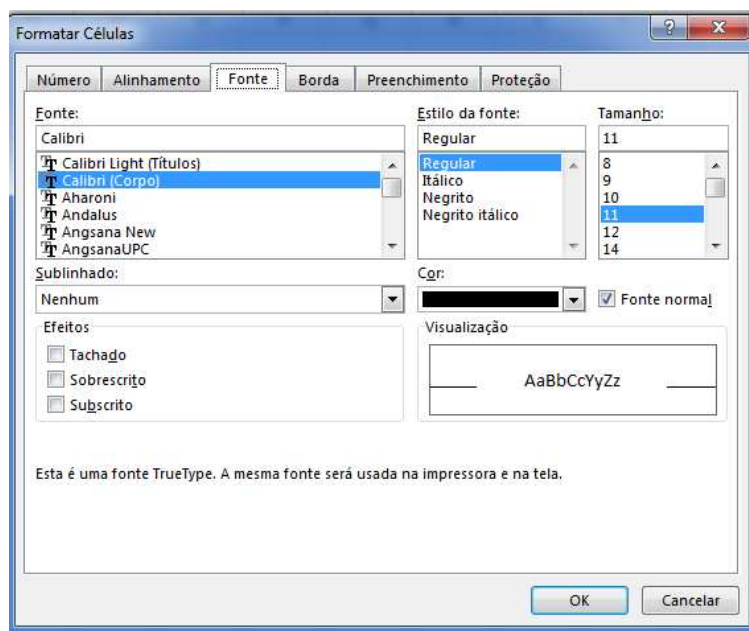 Formatar Células
Número Alinhamento Fonte Borda Preenchimento Proteção
Fonte: Estilo da fonte: Tamanho:
Calibri Regular 11
Calibri Light (Títulos) Regular 8
Calibri (Corpo) Itálico 9
Aharoni Negrito 10
Andalus Negrito itálico 11
Angsana New 12
AngsanaUPC 14
Sublinhado: Cor:
Nenhum Fonte normal
Efeitos Visualização
Tachado
Sobrescrito AaBbCcYyZz
Subscrito
Esta é uma fonte TrueType. A mesma fonte será usada na impressora e na tela.
OK Cancelar